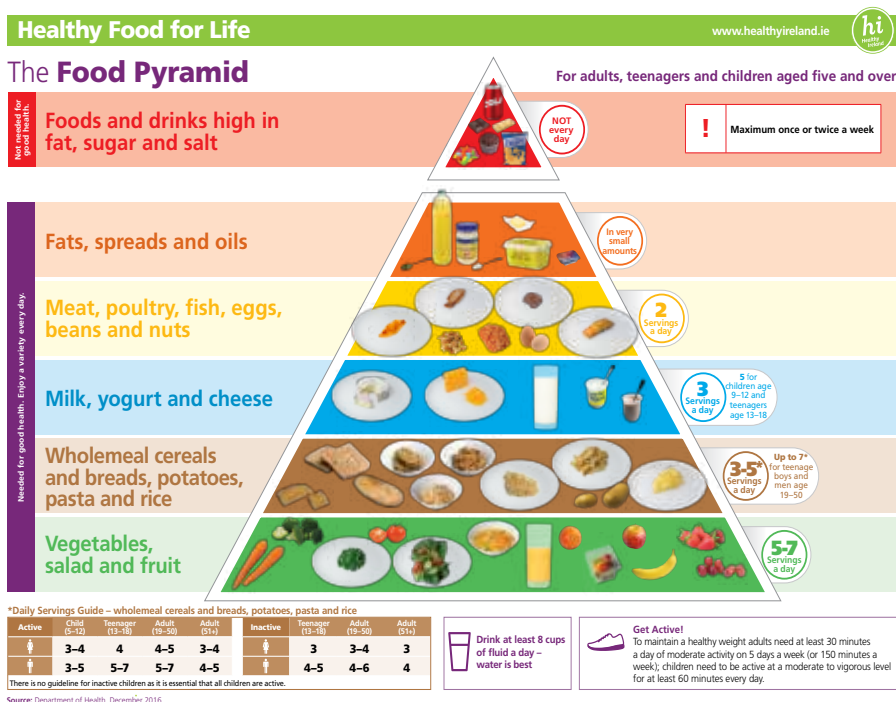 Healthy Food for Life
www.healthyireland.ie
hi
Healthy
Ireland
The Food Pyramid
For adults, teenagers and children aged five and over
Not needed for
good health.
Foods and drinks high in
fat, sugar and salt
NOT
every
day
!
Maximum once or twice a week
Needed for good health. Enjoy a variety every day.
Fats, spreads and oils
In very
small
amounts
Meat, poultry, fish, eggs,
beans and nuts
2
Servings
a day
Milk, yogurt and cheese
3
Servings
a day
5 for
children age
9–12 and
teenagers
age 13–18
Wholemeal cereals
and breads, potatoes,
pasta and rice
3-5*
Servings
a day
Up to 7*
for teenage
boys and
men age
19–50
Vegetables,
salad and fruit
5-7
Servings
a day
*Daily Servings Guide – wholemeal cereals and breads, potatoes, pasta and rice
Active Child (5–12) Teenager (13–18) Adult (19–50) Adult (51+)
3–4 4 4–5 3–4
3–5 5–7 5–7 4–5
Inactive Teenager (13–18) Adult (19–50) Adult (51+)
3 3–4 3
4–5 4–6 4
There is no guideline for inactive children as it is essential that all children are active.
Drink at least 8 cups
of fluid a day –
water is best
Get Active!
To maintain a healthy weight adults need at least 30 minutes
a day of moderate activity on 5 days a week (or 150 minutes a
week); children need to be active at a moderate to vigorous level
for at least 60 minutes every day.
Source: Department of Health, December 2016.